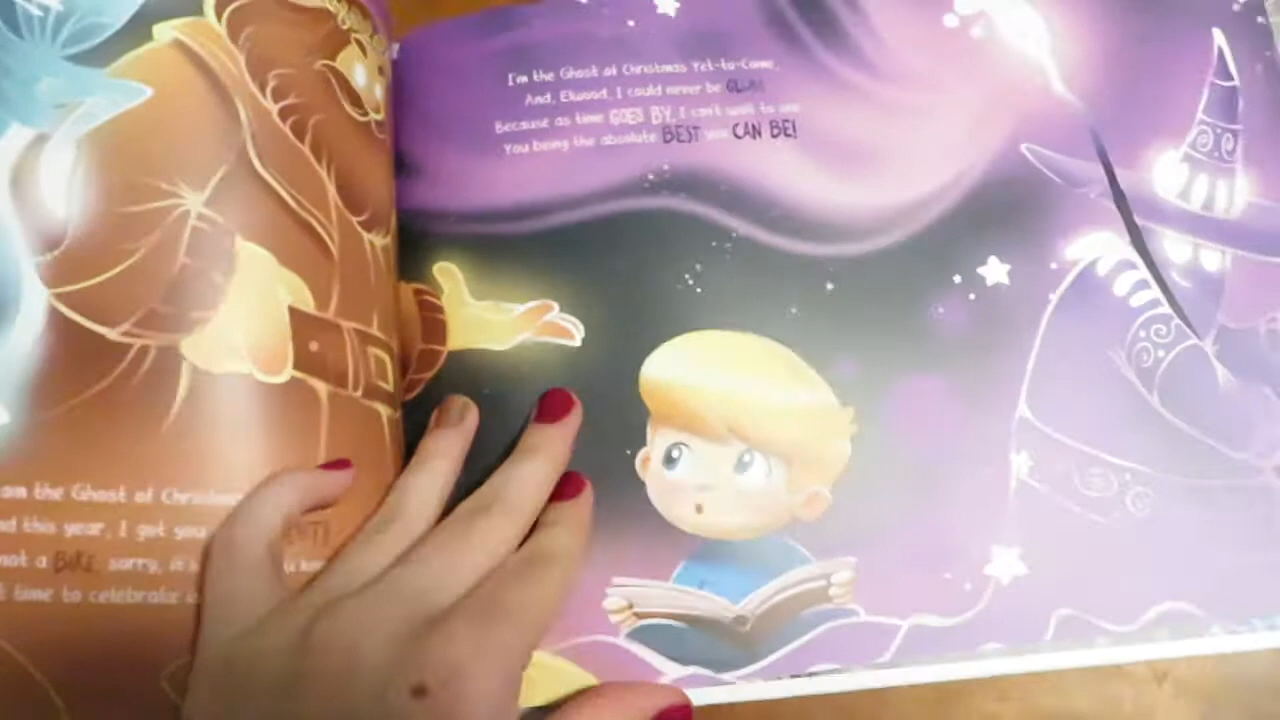 am the Ghost of Christmas
nd this year, I got you
not a BIKE, sorry, it
t time to celebrate
I'm the Ghost of Christmas Yet-to-Come,
And, Elwood, I could never be GLUM
Because as time GOES BY, I can't wait to see
You being the absolute BEST you CAN BE!